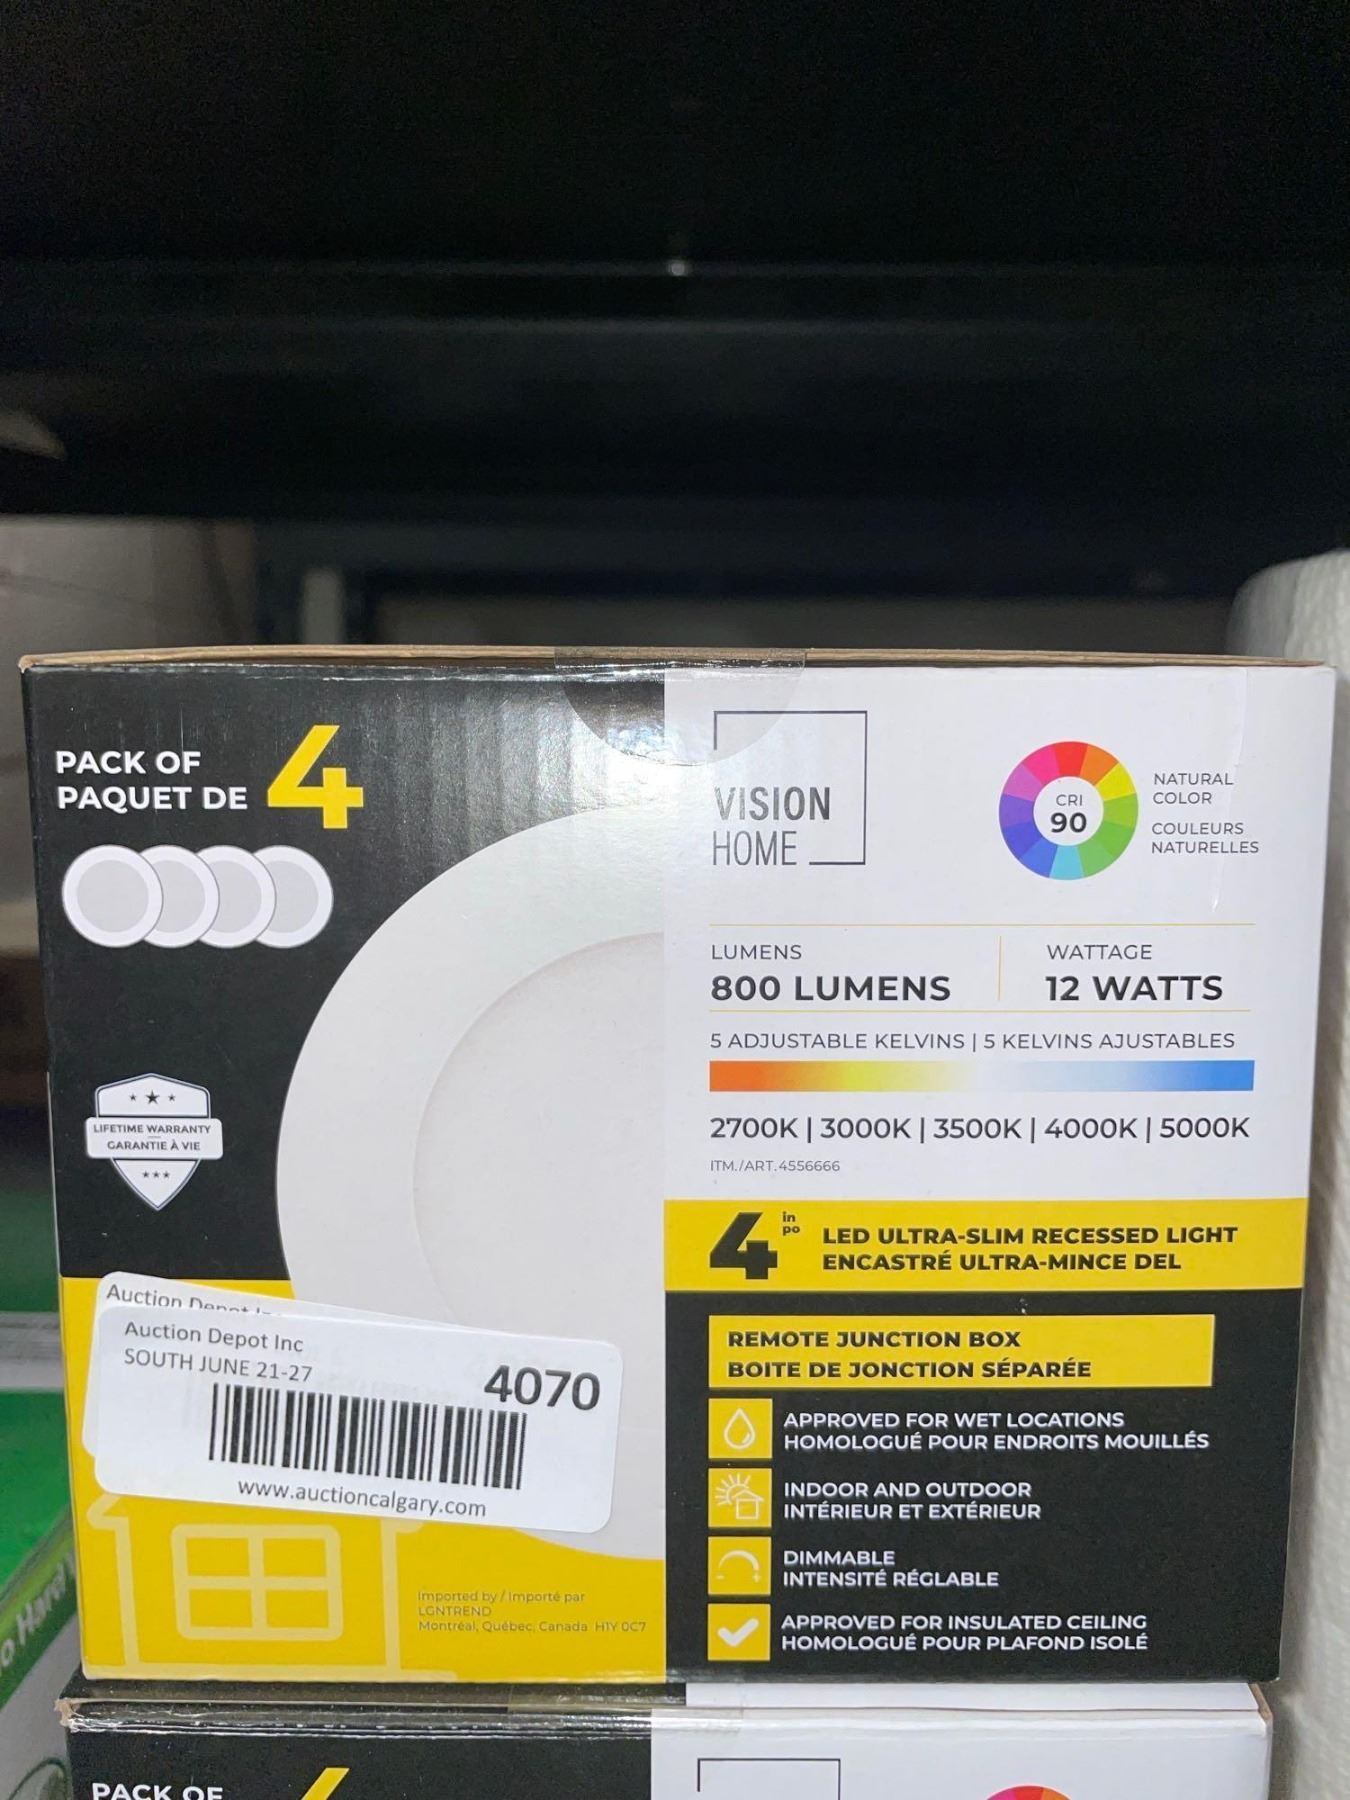 PACK OF
PAQUET DE 4
LIFETIME WARRANTY
GARANTIE À VIE
VISION
HOME
CRI
90
NATURAL
COLOR
COULEURS
NATURELLES
LUMENS
800 LUMENS
WATTAGE
12 WATTS
5 ADJUSTABLE KELVINS | 5 KELVINS AJUSTABLES
2700K | 3000K | 3500K | 4000K | 5000K
ITM./ART.4556666
4 in
po
LED ULTRA-SLIM RECESSED LIGHT
ENCASTRÉ ULTRA-MINCE DEL
REMOTE JUNCTION BOX
BOITE DE JONCTION SÉPARÉE
APPROVED FOR WET LOCATIONS
HOMOLOGUÉ POUR ENDROITS MOUILLÉS
INDOOR AND OUTDOOR
INTÉRIEUR ET EXTÉRIEUR
DIMMABLE
INTENSITÉ RÉGLABLE
APPROVED FOR INSULATED CEILING
HOMOLOGUÉ POUR PLAFOND ISOLÉ
Auction Depot Inc
Auction Depot Inc
SOUTH JUNE 21-27
4070
www.auctioncalgary.com
Imported by / Importé par
LGNTREND
Montréal, Québec, Canada H1Y 0C7
PACK OF
4